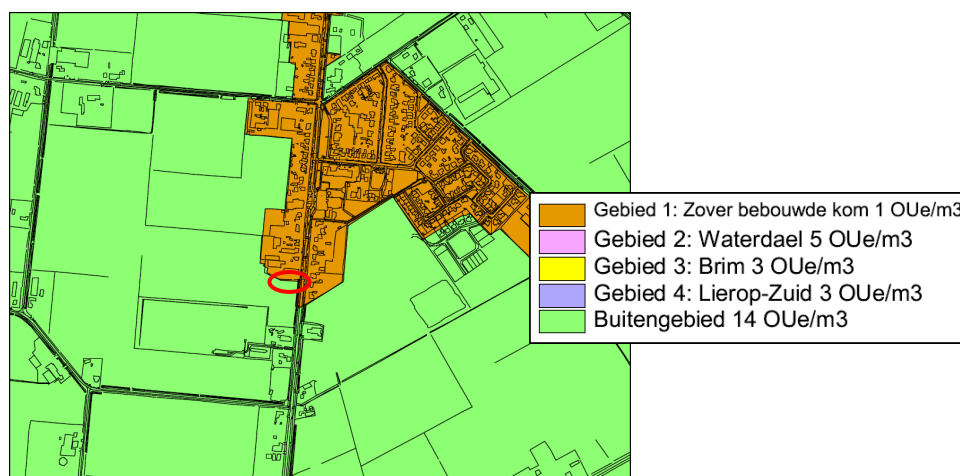 Gebied 1: Zover bebouwde kom 1 OUe/m3
Gebied 2: Waterdael 5 OUe/m3
Gebied 3: Brim 3 OUe/m3
Gebied 4: Lierop-Zuid 3 OUe/m3
Buitengebied 14 OUe/m3